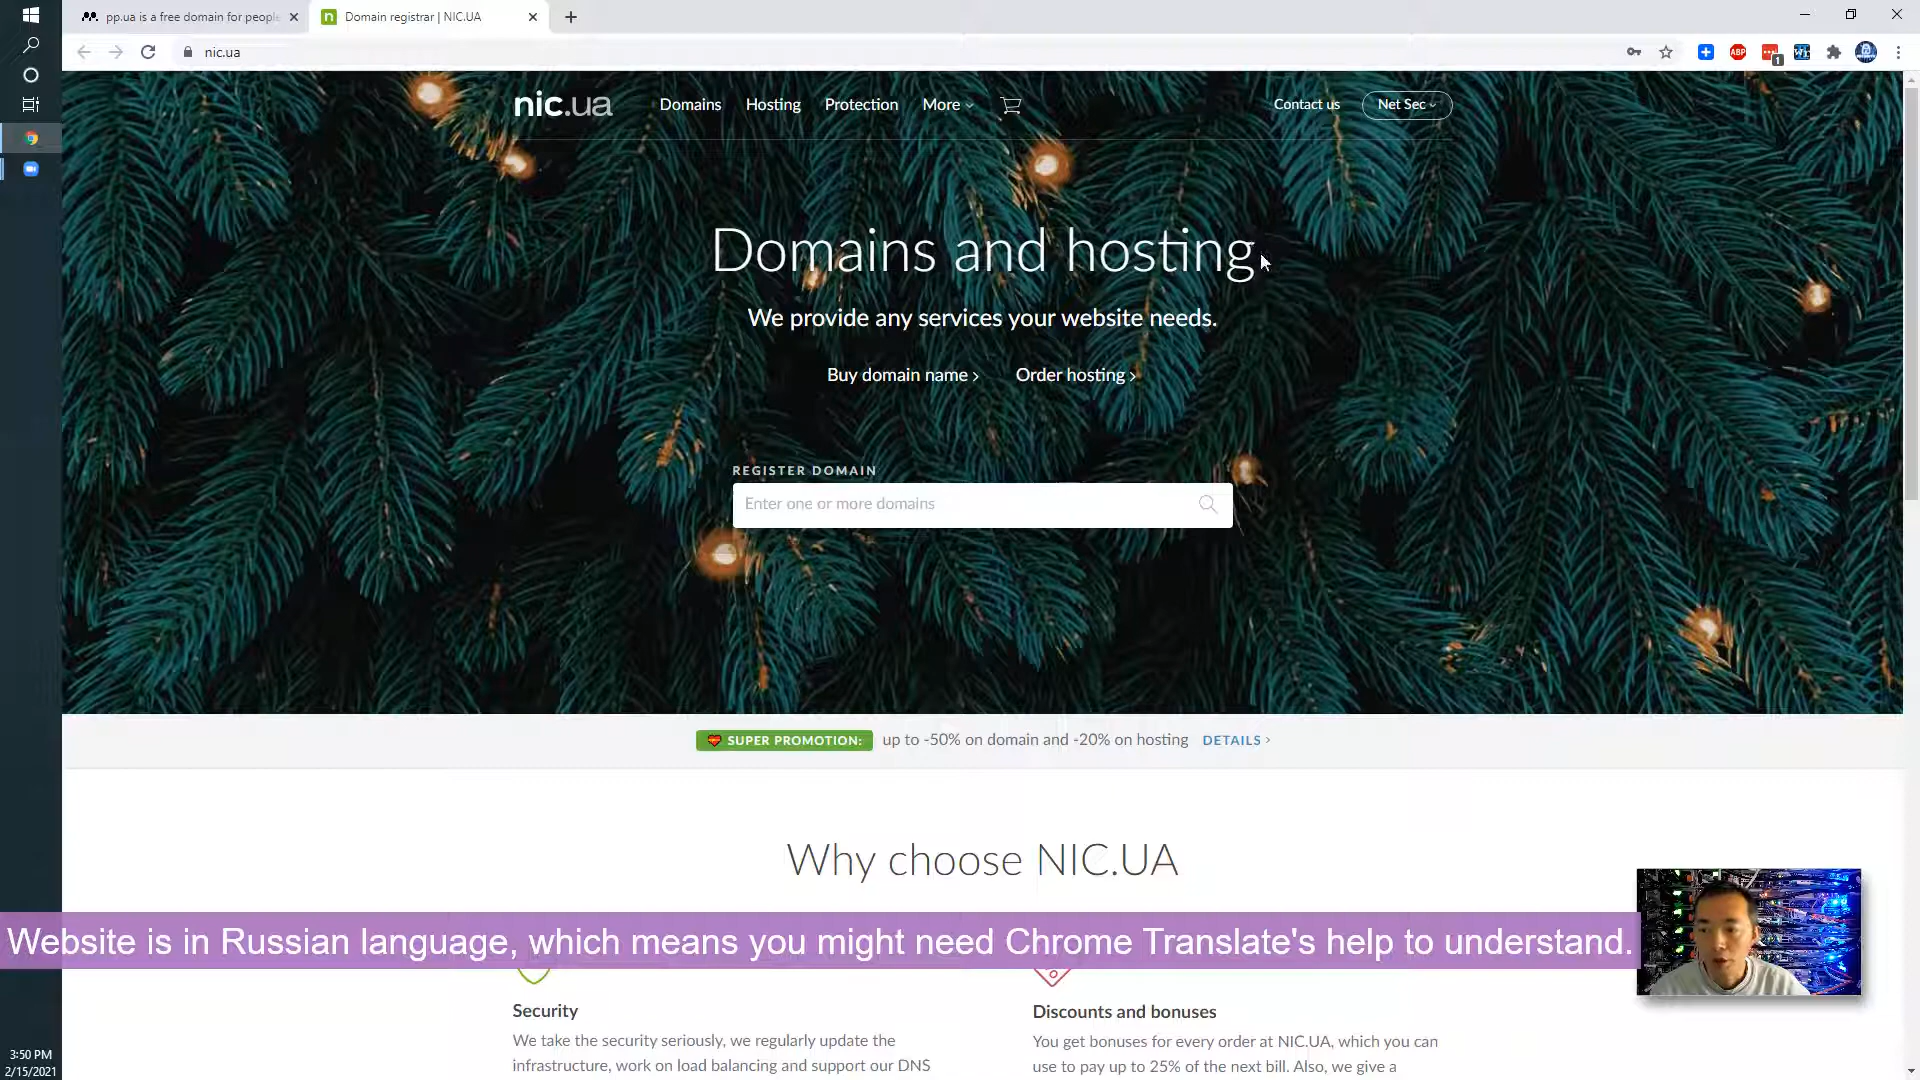 pp.ua is a free domain for people
Domain registrar | NIC.UA
nic.ua
ABP
1
nic.ua
Domains
Hosting
Protection
More
Contact us
Net Sec
Domains and hosting
We provide any services your website needs.
Buy domain name ›
Order hosting ›
REGISTER DOMAIN
Enter one or more domains
SUPER PROMOTION:
up to -50% on domain and -20% on hosting
DETAILS ›
Why choose NIC.UA
Website is in Russian language, which means you might need Chrome Translate's help to understand.
Security
We take the security seriously, we regularly update the
infrastructure, work on load balancing and support our DNS
Discounts and bonuses
You get bonuses for every order at NIC.UA, which you can
use to pay up to 25% of the next bill. Also, we give a
3:50 PM
2/15/2021